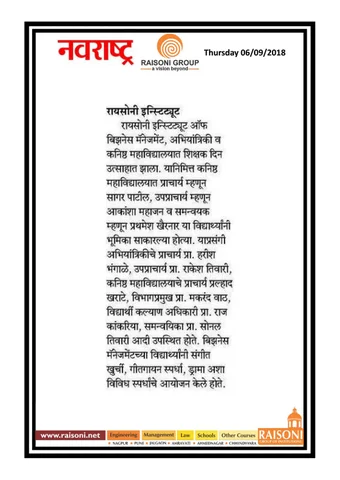 नवराष्ट्र
RAISONI GROUP
a vision beyond
Thursday 06/09/2018
रायसोनी इन्स्टिट्यूट
रायसोनी इन्स्टिट्यूट ऑफ
बिझनेस मॅनेजमेंट, अभियांत्रिकी व
कनिष्ठ महाविद्यालयात शिक्षक दिन
उत्साहात झाला. यानिमित्त कनिष्ठ
महाविद्यालयात प्राचार्य म्हणून
सागर पाटील, उपप्राचार्य म्हणून
आकांशा महाजन व समन्वयक
म्हणून प्रथमेश खैरनार या विद्यार्थ्यांनी
भूमिका साकारल्या होत्या. याप्रसंगी
अभियांत्रिकीचे प्राचार्य प्रा. हरीश
भंगाळे, उपप्राचार्य प्रा. राकेश तिवारी,
कनिष्ठ महाविद्यालयाचे प्राचार्य प्रल्हाद
खराटे, विभागप्रमुख प्रा. मकरंद वाठ,
विद्यार्थी कल्याण अधिकारी प्रा. राज
कांकरिया, समन्वयिका प्रा. सोनल
तिवारी आदी उपस्थित होते. बिझनेस
मॅनेजमेंटच्या विद्यार्थ्यांनी संगीत
खुर्ची, गीतगायन स्पर्धा, ड्रामा अशा
विविध स्पर्धांचे आयोजन केले होते.
www.raisoni.net Engineering Management Law Schools Other Courses RAISONI
NAGPUR • PUNE • JALGAON • AMRAVATI • AHMEDNAGAR • CHHINDWARA